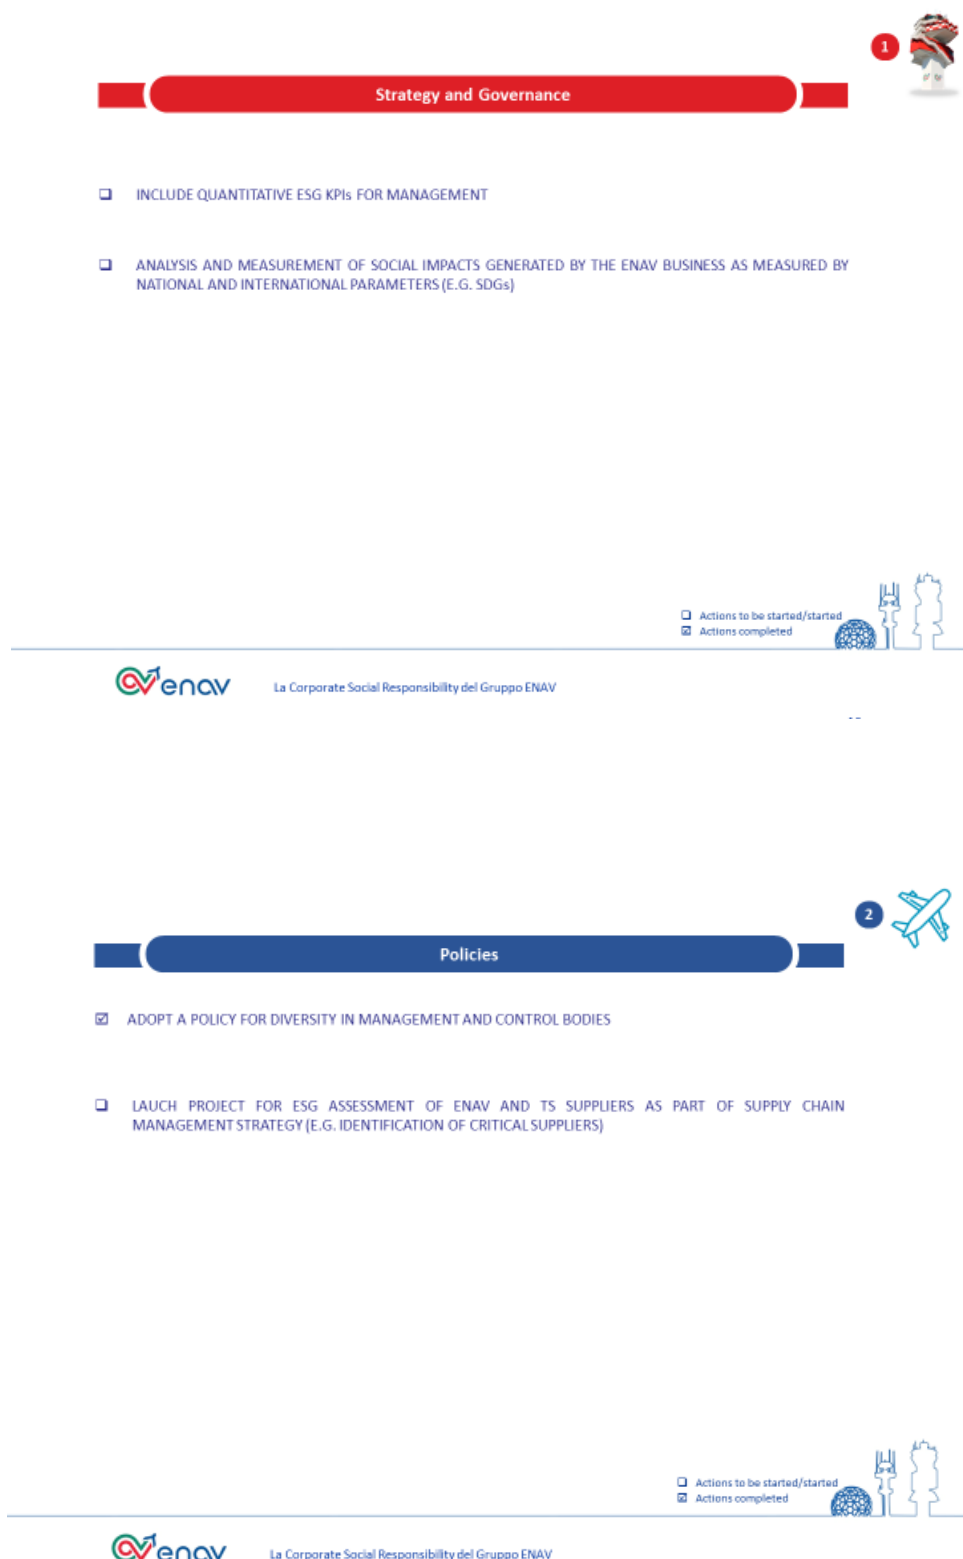 1
Strategy and Governance
❑ INCLUDE QUANTITATIVE ESG KPIs FOR MANAGEMENT
❑ ANALYSIS AND MEASUREMENT OF SOCIAL IMPACTS GENERATED BY THE ENAV BUSINESS AS MEASURED BY
NATIONAL AND INTERNATIONAL PARAMETERS (E.G. SDGs)
❑ Actions to be started/started
☑ Actions completed
enav
La Corporate Social Responsibility del Gruppo ENAV
2
Policies
☑ ADOPT A POLICY FOR DIVERSITY IN MANAGEMENT AND CONTROL BODIES
❑ LAUCH PROJECT FOR ESG ASSESSMENT OF ENAV AND TS SUPPLIERS AS PART OF SUPPLY CHAIN
MANAGEMENT STRATEGY (E.G. IDENTIFICATION OF CRITICAL SUPPLIERS)
❑ Actions to be started/started
☑ Actions completed
enav
La Corporate Social Responsibility del Gruppo ENAV